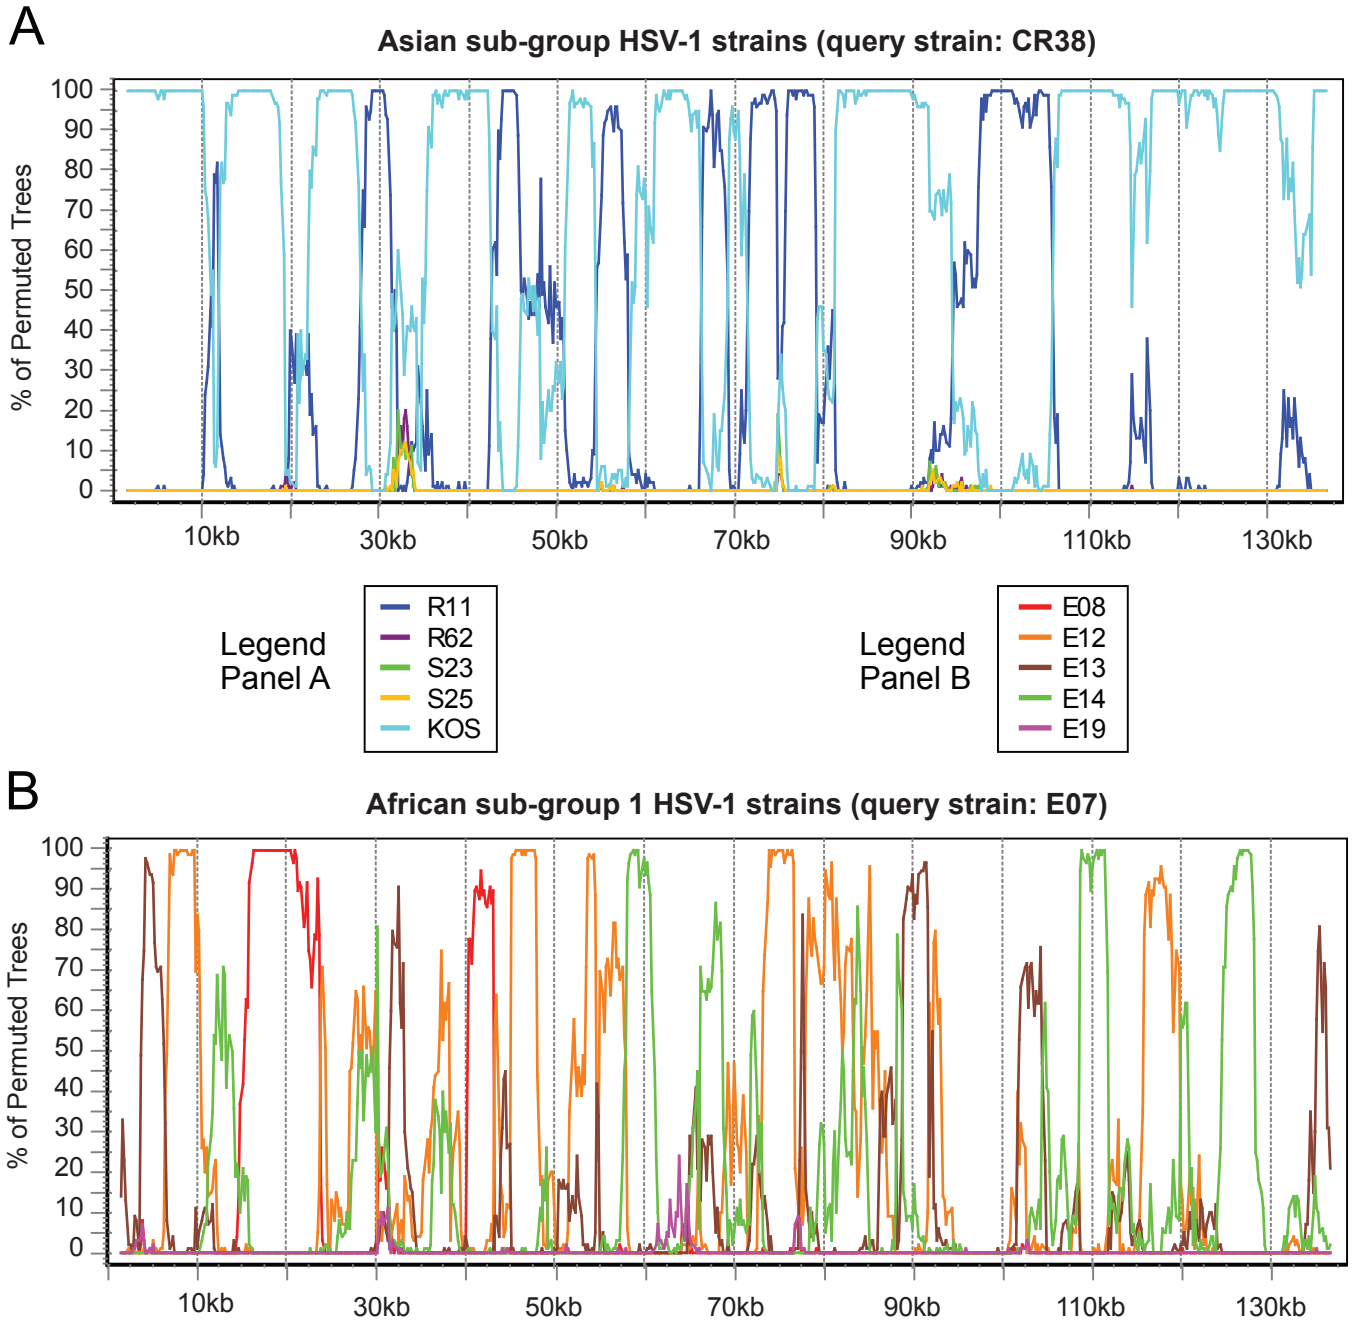 A
Asian sub-group HSV-1 strains (query strain: CR38)
% of Permuted Trees
100
90
80
70
60
50
40
30
20
10
0
10kb 30kb 50kb 70kb 90kb 110kb 130kb
Legend
Panel A
R11
R62
S23
S25
KOS
Legend
Panel B
E08
E12
E13
E14
E19
B
African sub-group 1 HSV-1 strains (query strain: E07)
% of Permuted Trees
100
90
80
70
60
50
40
30
20
10
0
10kb 30kb 50kb 70kb 90kb 110kb 130kb